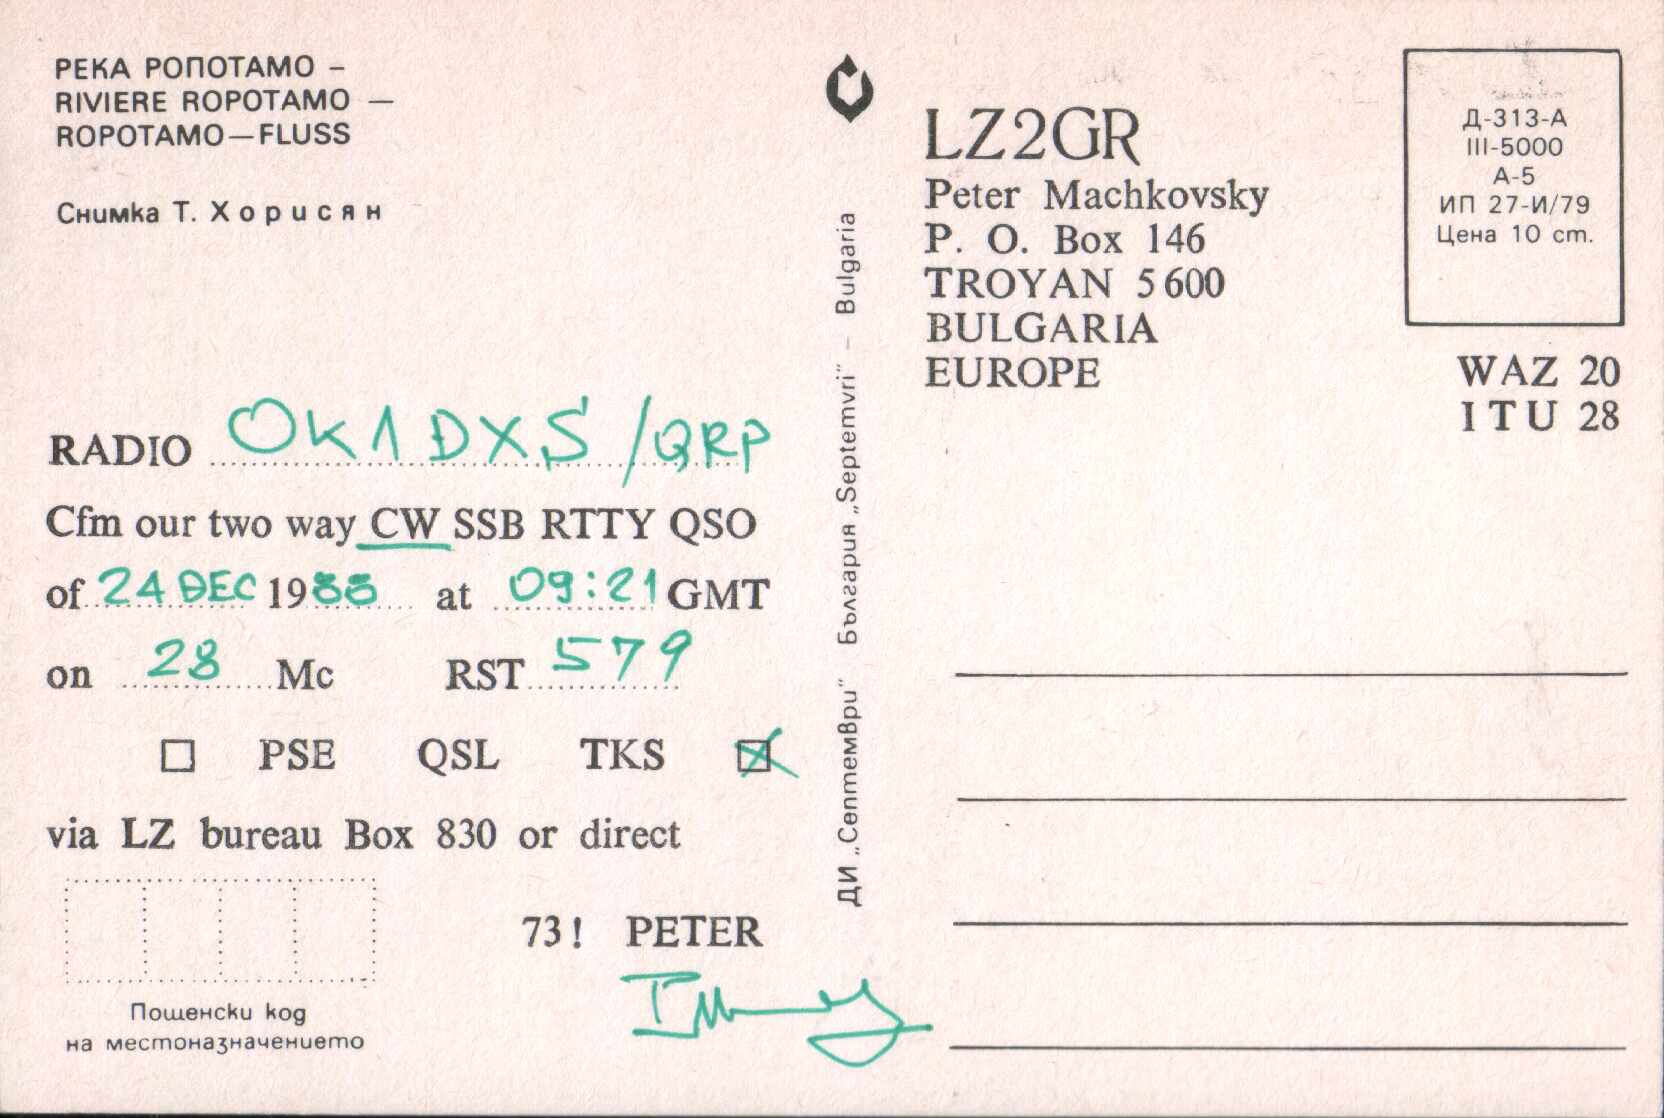 РЕКА РОПОТАМО –
RIVIERE ROPOTAMO —
ROPOTAMO—FLUSS
Снимка Т. Хорисян
RADIO OK1DXS/QRP
Cfm our two way CW SSB RTTY QSO
of 24 DEC 1988 at 09:21 GMT
on 28 Mc RST 579
PSE QSL TKS
via LZ bureau Box 830 or direct
73! PETER
Пощенски код
на местоназначението
ДИ „Септември“ България „Septemvri“ – Bulgaria
LZ2GR
Peter Machkovsky
P. O. Box 146
TROYAN 5600
BULGARIA
EUROPE
Д-313-А
III-5000
А-5
ИП 27-И/79
Цена 10 ст.
WAZ 20
ITU 28